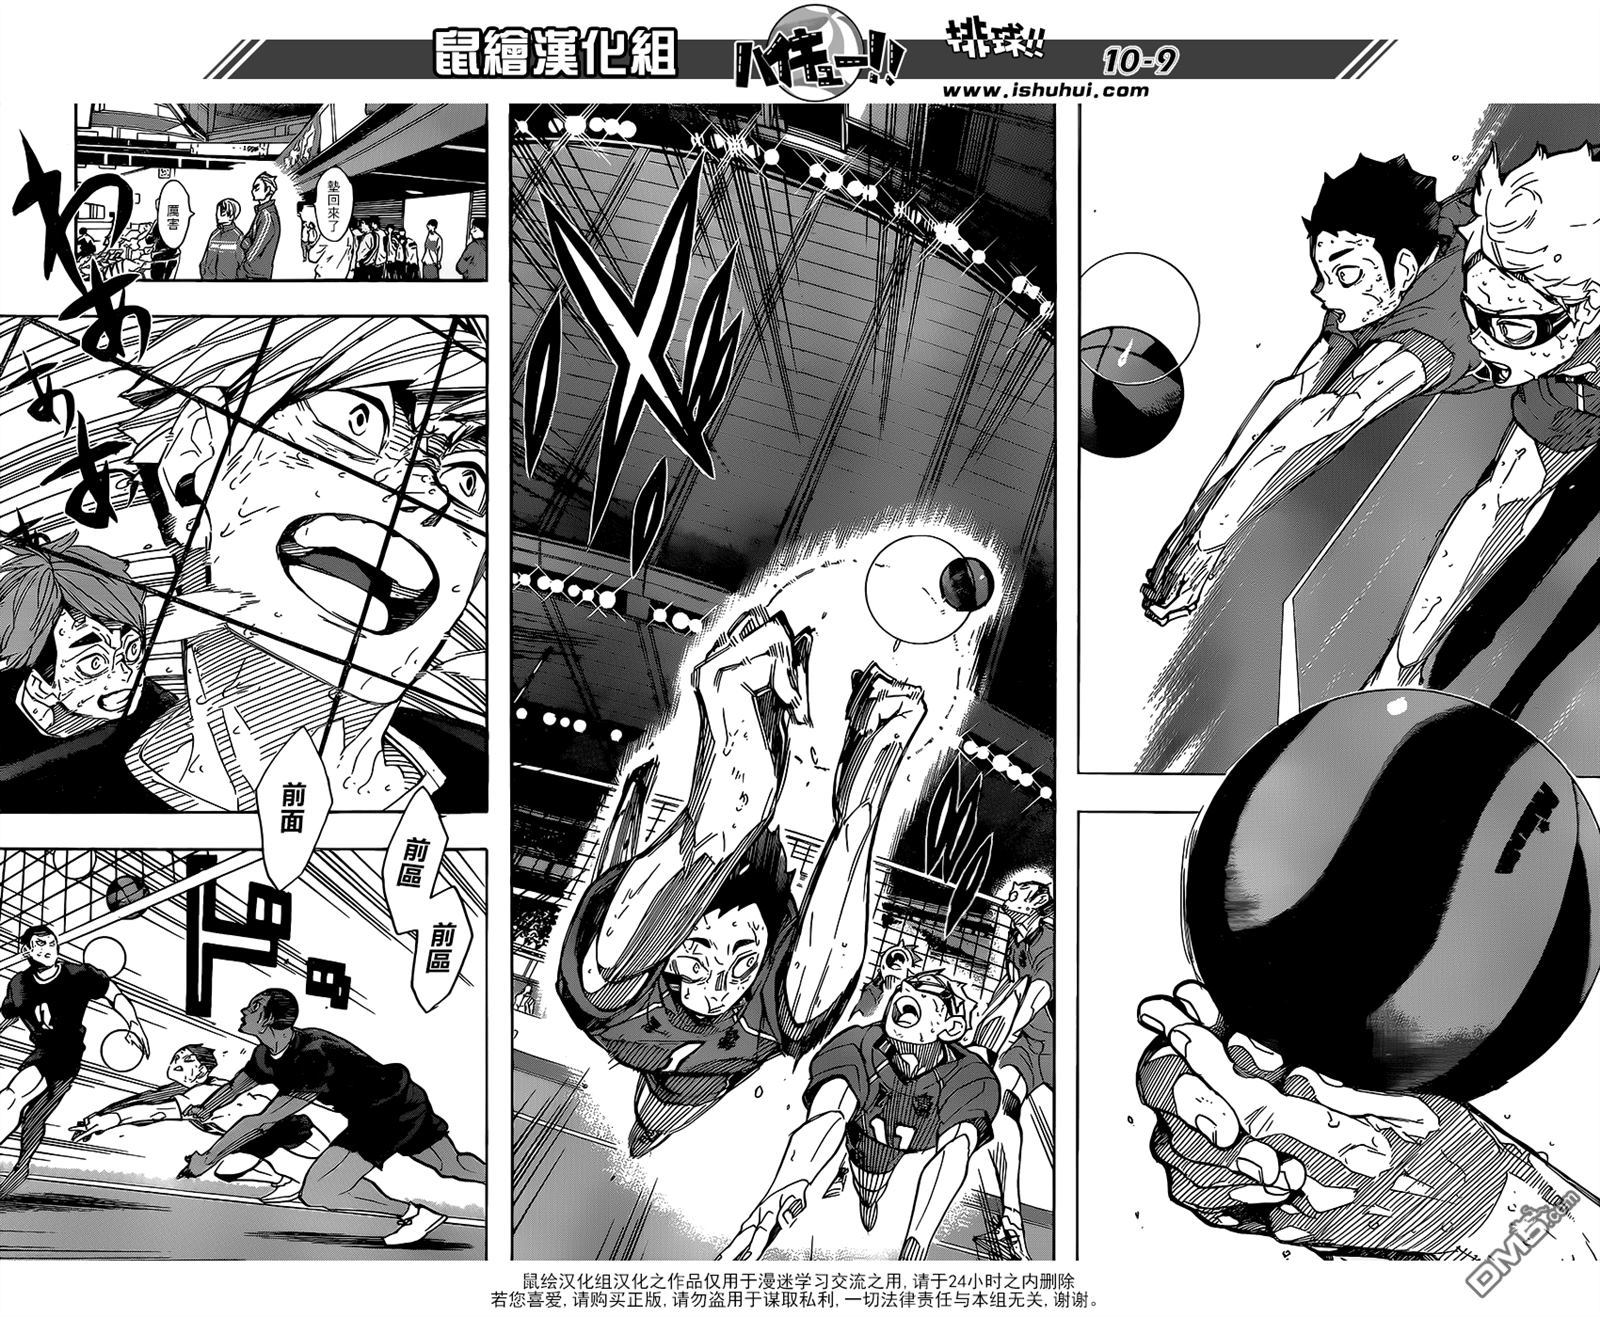 鼠繪漢化組
ハイキュー!!
排球!!
10-9
www.ishuhui.com
墊回來了
厲害
わあ
ああ
あ
前面
前區
前區
鼠绘汉化组汉化之作品仅用于漫迷学习交流之用,请于24小时之内删除
若您喜爱,请购买正版,请勿盗用于谋取私利,一切法律责任与本组无关,谢谢。